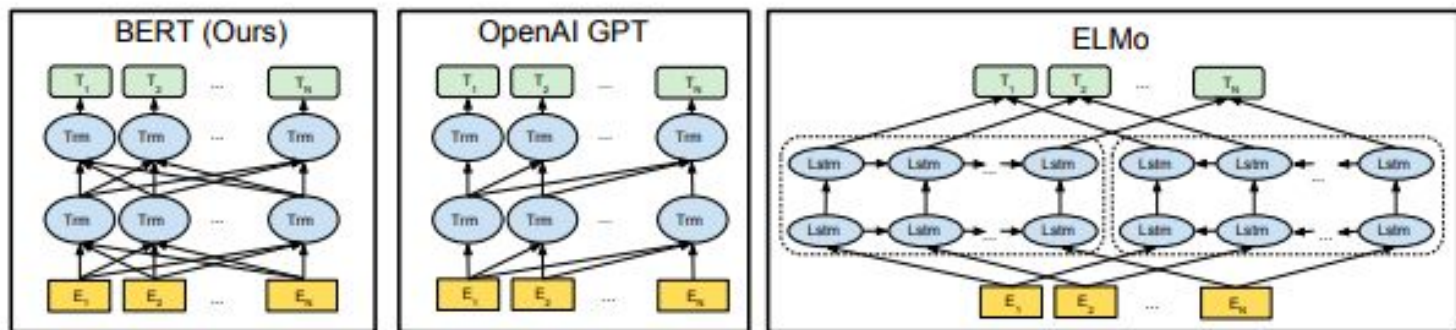 BERT (Ours)
T1 T2 ... TN
Trm Trm ... Trm
Trm Trm ... Trm
E1 E2 ... EN
OpenAI GPT
T1 T2 ... TN
Trm Trm ... Trm
Trm Trm ... Trm
E1 E2 ... EN
ELMo
T1 T2 ... TN
Lstm Lstm ... Lstm Lstm Lstm ... Lstm
Lstm Lstm ... Lstm Lstm Lstm ... Lstm
E1 E2 ... EN